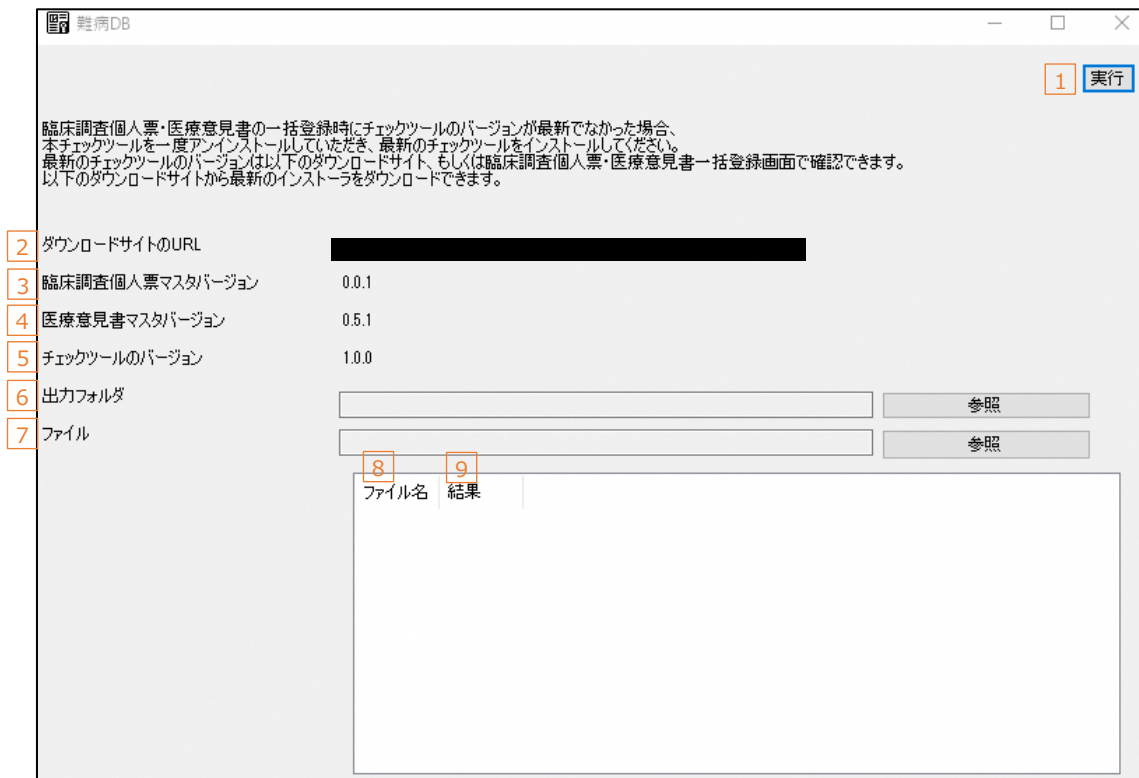 難病DB
1 実行
臨床調査個人票・医療意見書の一括登録時にチェックツールのバージョンが最新でなかった場合、
本チェックツールを一度アンインストールしていただき、最新のチェックツールをインストールしてください。
最新のチェックツールのバージョンは以下のダウンロードサイト、もしくは臨床調査個人票・医療意見書一括登録画面で確認できます。
以下のダウンロードサイトから最新のインストーラをダウンロードできます。
2 ダウンロードサイトのURL
3 臨床調査個人票マスタバージョン 0.0.1
4 医療意見書マスタバージョン 0.5.1
5 チェックツールのバージョン 1.0.0
6 出力フォルダ 参照
7 ファイル 参照
8 9
ファイル名 結果